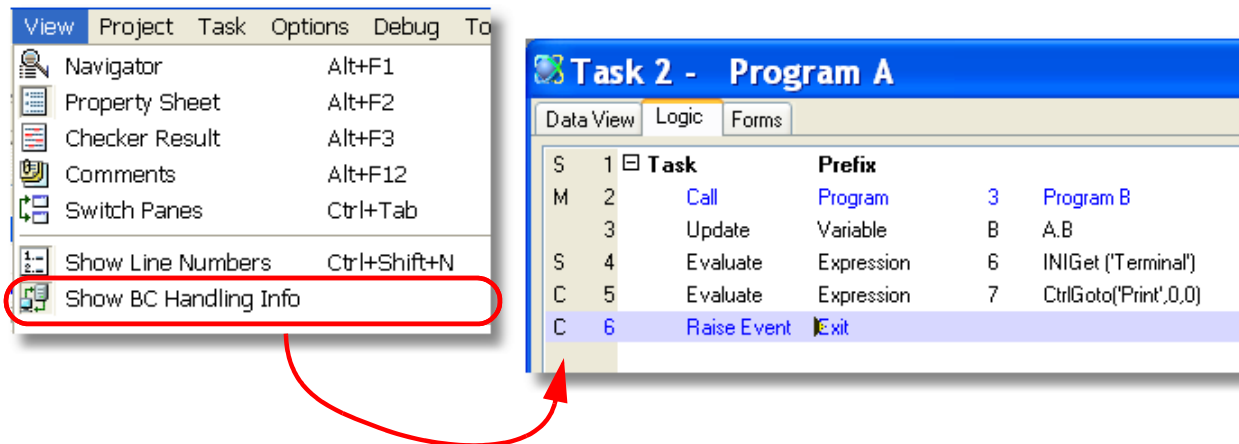 View Project Task Options Debug To
Navigator Alt+F1
Property Sheet Alt+F2
Checker Result Alt+F3
Comments Alt+F12
Switch Panes Ctrl+Tab
Show Line Numbers Ctrl+Shift+N
Show BC Handling Info
Task 2 - Program A
Data View Logic Forms
S 1 Task Prefix
M 2 Call Program 3 Program B
3 Update Variable B A.B
S 4 Evaluate Expression 6 INIGet ('Terminal')
C 5 Evaluate Expression 7 CtrlGoto('Print',0,0)
C 6 Raise Event Exit